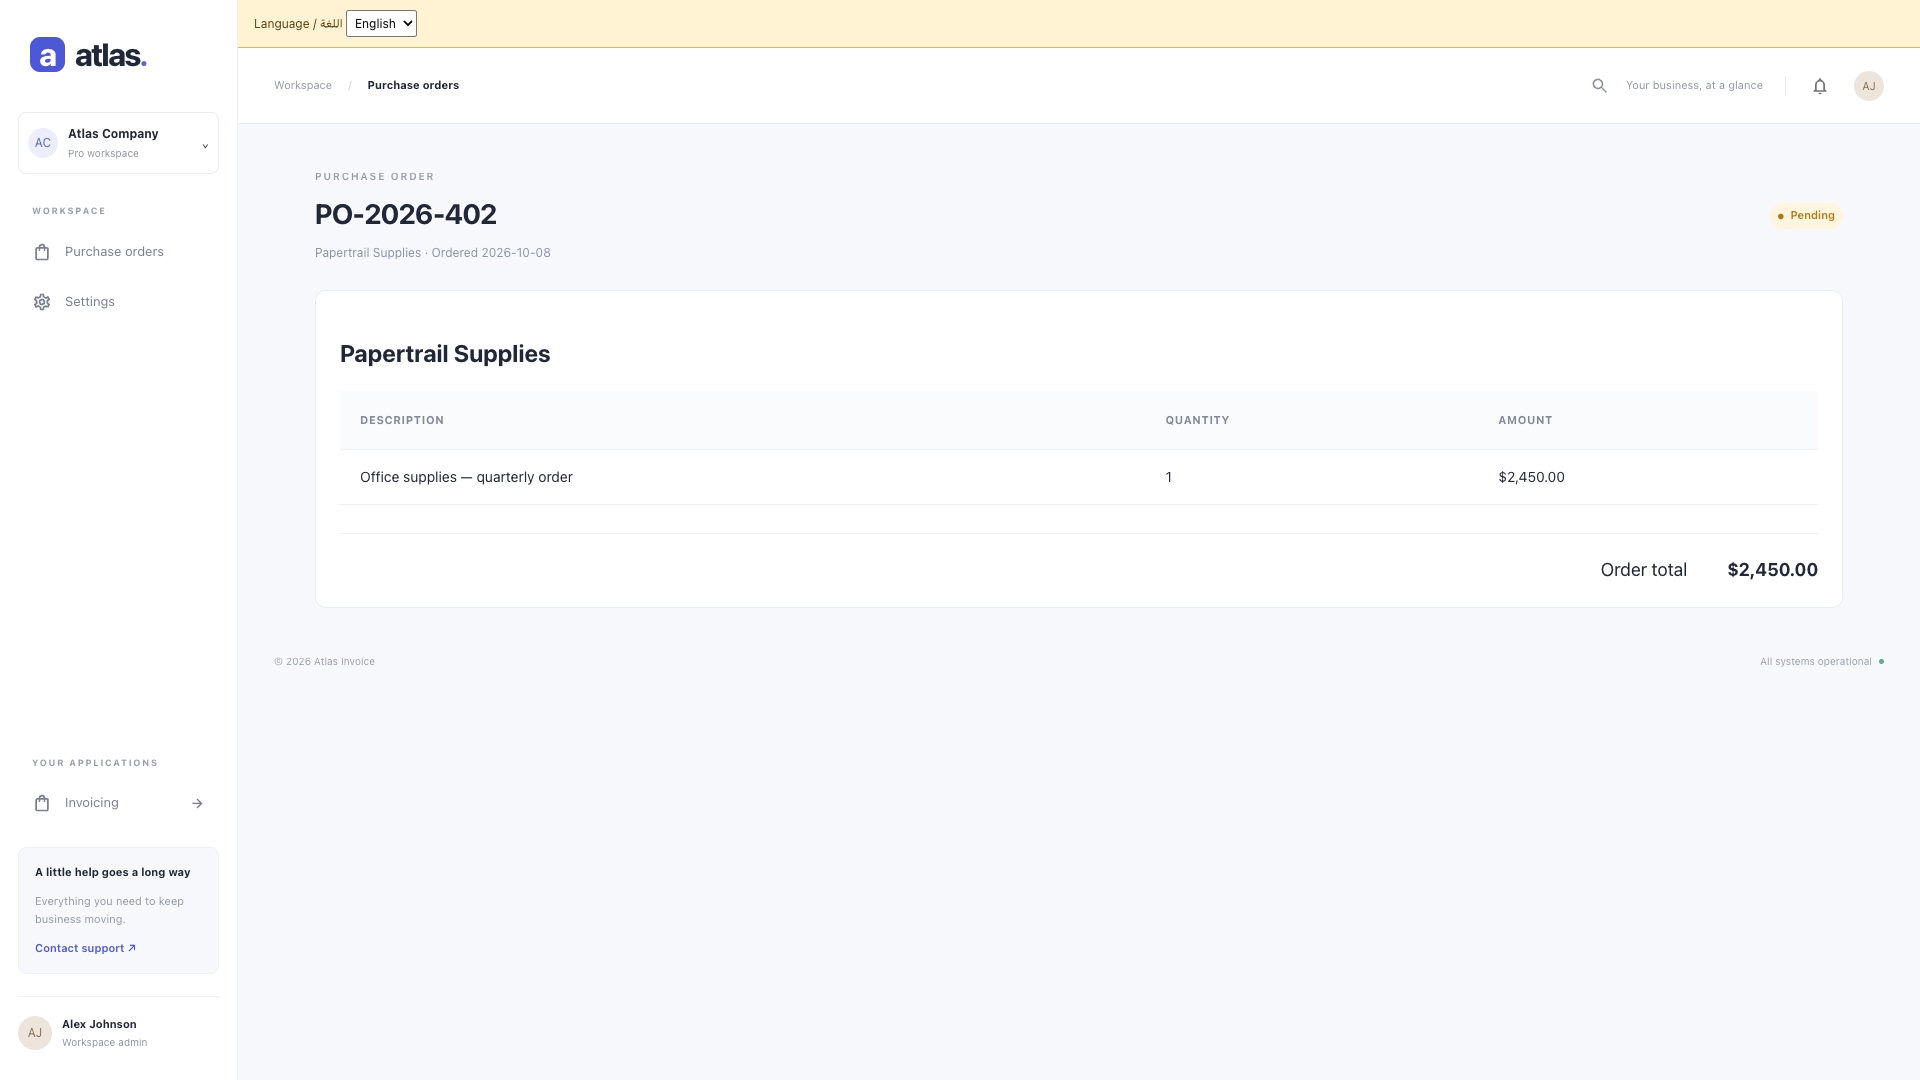 a atlas.
AC
Atlas Company
Pro workspace
WORKSPACE
Purchase orders
Settings
YOUR APPLICATIONS
Invoicing
A little help goes a long way
Everything you need to keep
business moving.
Contact support ↗
AJ
Alex Johnson
Workspace admin
Language / اللغة English
Workspace / Purchase orders
Your business, at a glance
AJ
PURCHASE ORDER
PO-2026-402
Pending
Papertrail Supplies · Ordered 2026-10-08
Papertrail Supplies
DESCRIPTION QUANTITY AMOUNT
Office supplies — quarterly order 1 $2,450.00
Order total $2,450.00
© 2026 Atlas Invoice
All systems operational